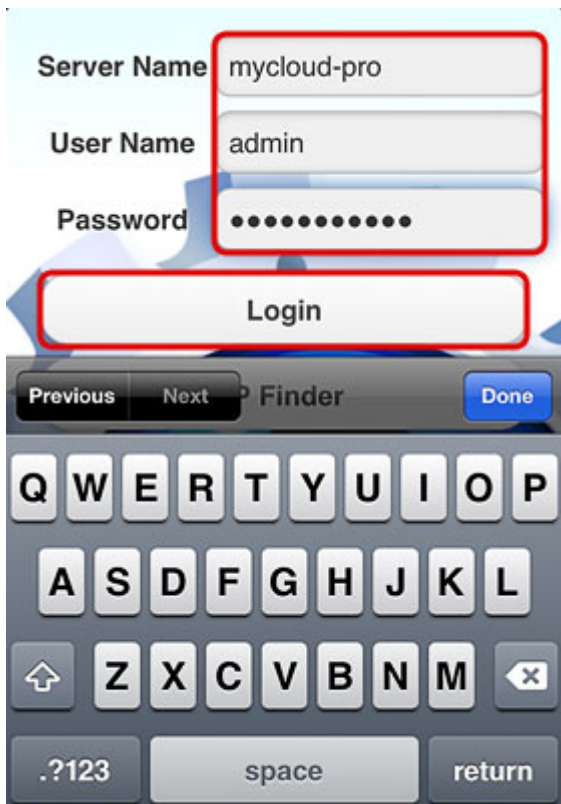 Server Name mycloud-pro
User Name admin
Password ●●●●●●●●●●●
Login
Previous Next P Finder Done
Q W E R T Y U I O P
A S D F G H J K L
Z X C V B N M
.?123 space return